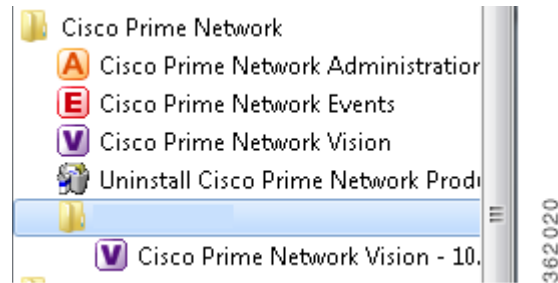 Cisco Prime Network
A Cisco Prime Network Administration
E Cisco Prime Network Events
V Cisco Prime Network Vision
Uninstall Cisco Prime Network Produ
V Cisco Prime Network Vision - 10.
362020